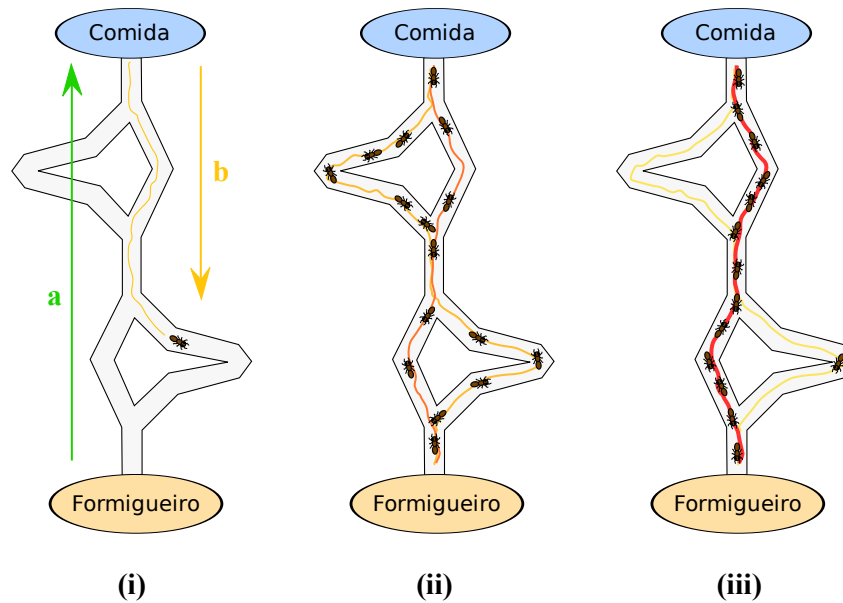 Comida
Comida
Comida
a
b
Formigueiro
Formigueiro
Formigueiro
(i)
(ii)
(iii)